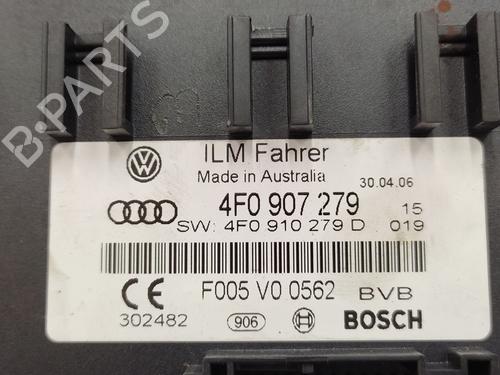 B-PARTS
ILM Fahrer
Made in Australia
30.04.06
4F0 907 279 15
SW: 4F0 910 279 D 019
F005 V0 0562 BVB
CE
302482
906
BOSCH